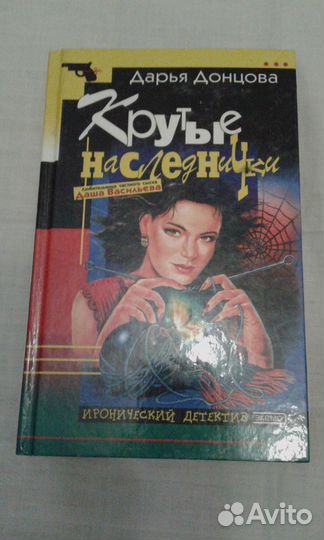 Дарья Донцова
Крутые
наследнички
любительница частного сыска
Даша Васильева
ИРОНИЧЕСКИЙ ДЕТЕКТИВ ЭКСМО
Avito